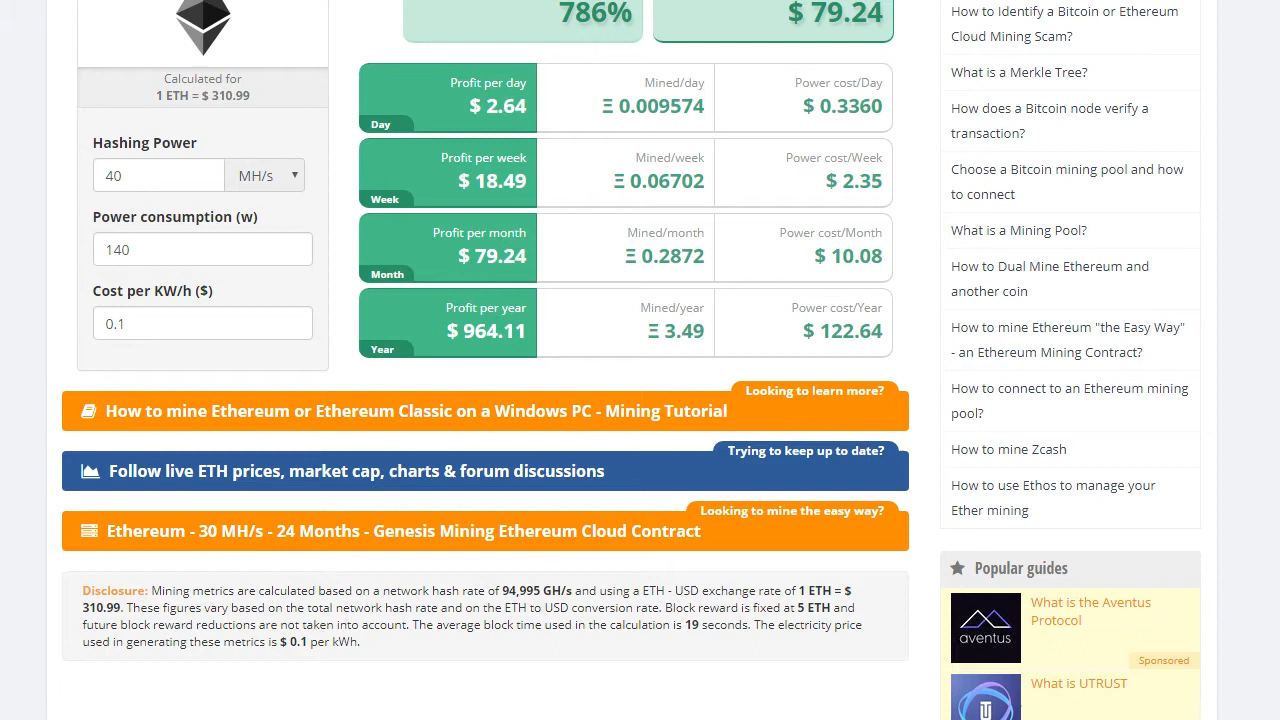 786%
$ 79.24
Calculated for
1 ETH = $ 310.99
Hashing Power
40
MH/s
Power consumption (w)
140
Cost per KW/h ($)
0.1
Profit per day
$ 2.64
Day
Mined/day
Ξ 0.009574
Power cost/Day
$ 0.3360
Profit per week
$ 18.49
Week
Mined/week
Ξ 0.06702
Power cost/Week
$ 2.35
Profit per month
$ 79.24
Month
Mined/month
Ξ 0.2872
Power cost/Month
$ 10.08
Profit per year
$ 964.11
Year
Mined/year
Ξ 3.49
Power cost/Year
$ 122.64
Looking to learn more?
How to mine Ethereum or Ethereum Classic on a Windows PC - Mining Tutorial
Trying to keep up to date?
Follow live ETH prices, market cap, charts & forum discussions
Looking to mine the easy way?
Ethereum - 30 MH/s - 24 Months - Genesis Mining Ethereum Cloud Contract
Disclosure: Mining metrics are calculated based on a network hash rate of 94,995 GH/s and using a ETH - USD exchange rate of 1 ETH = $
310.99. These figures vary based on the total network hash rate and on the ETH to USD conversion rate. Block reward is fixed at 5 ETH and
future block reward reductions are not taken into account. The average block time used in the calculation is 19 seconds. The electricity price
used in generating these metrics is $ 0.1 per kWh.
How to Identify a Bitcoin or Ethereum
Cloud Mining Scam?
What is a Merkle Tree?
How does a Bitcoin node verify a
transaction?
Choose a Bitcoin mining pool and how
to connect
What is a Mining Pool?
How to Dual Mine Ethereum and
another coin
How to mine Ethereum "the Easy Way"
- an Ethereum Mining Contract?
How to connect to an Ethereum mining
pool?
How to mine Zcash
How to use Ethos to manage your
Ether mining
Popular guides
aventus
What is the Aventus
Protocol
Sponsored
What is UTRUST